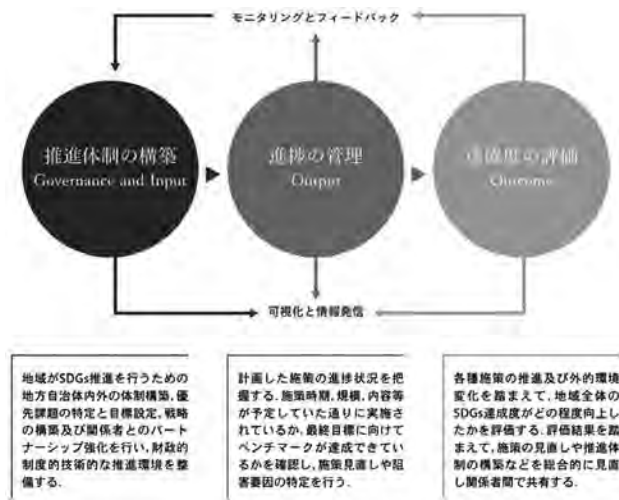 モニタリングとフィードバック
推進体制の構築
Governance and Input
進捗の管理
Output
達成度の評価
Outcome
可視化と情報発信
地域がSDGs推進を行うための
地方自治体内外の体制構築、優
先課題の特定と目標設定、戦略
の構築及び関係者とのパート
ナーシップ強化を行い、財政的
制度的技術的な推進環境を整
備する．
計画した施策の進捗状況を把
握する．施策時期、規模、内容等
が予定していた通りに実施さ
れているか、最終目標に向けて
ベンチマークが達成できてい
るかを確認し、施策見直しや阻
害要因の特定を行う．
各種施策の推進及び外的環境
変化を踏まえて、地域全体の
SDGs達成度がどの程度向上し
たかを評価する．評価結果を踏
まえて、施策の見直しや推進体
制の構築などを総合的に見直
し関係者間で共有する．